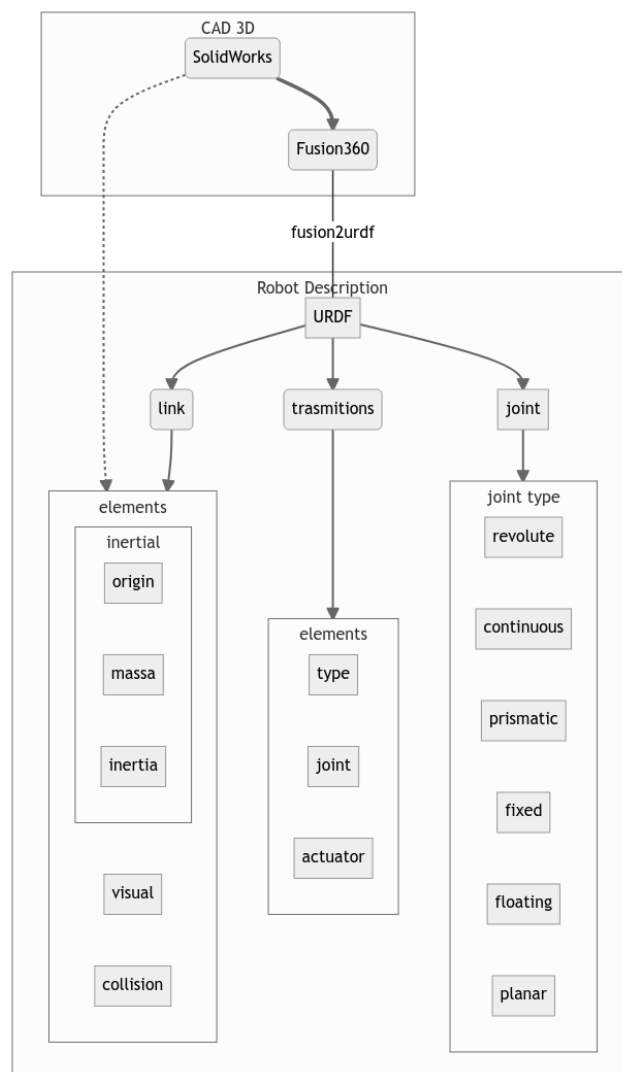 CAD 3D
SolidWorks
Fusion360
fusion2urdf
Robot Description
URDF
link
trasmitions
joint
elements
inertial
origin
massa
inertia
visual
collision
elements
type
joint
actuator
joint type
revolute
continuous
prismatic
fixed
floating
planar